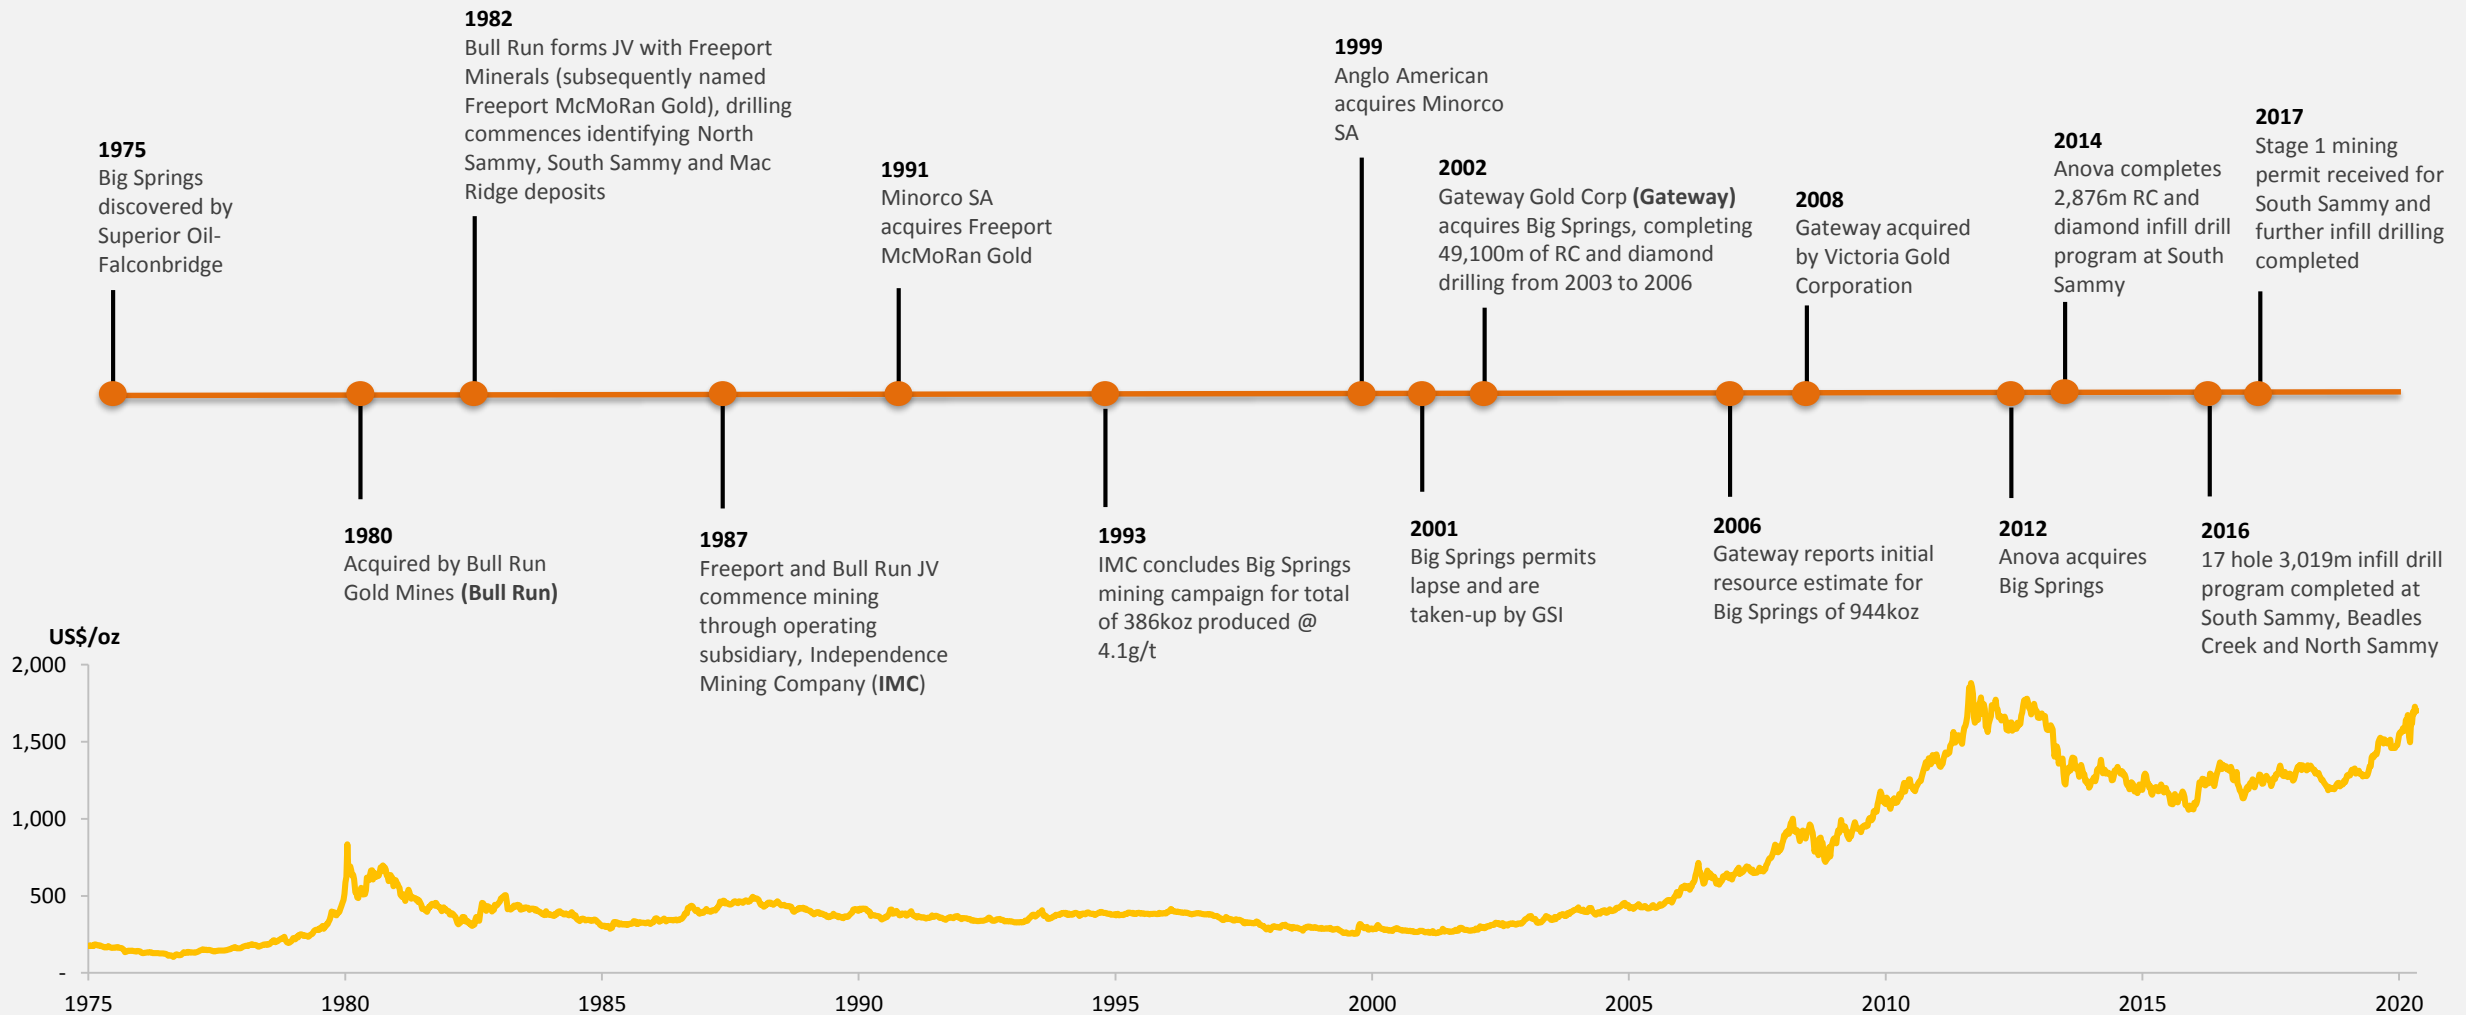 1975
Big Springs
discovered by
Superior Oil-
Falconbridge
1982
Bull Run forms JV with Freeport
Minerals (subsequently named
Freeport McMoRan Gold), drilling
commences identifying North
Sammy, South Sammy and Mac
Ridge deposits
1991
Minorco SA
acquires Freeport
McMoRan Gold
1999
Anglo American
acquires Minorco
SA
2002
Gateway Gold Corp (Gateway)
acquires Big Springs, completing
49,100m of RC and diamond
drilling from 2003 to 2006
2008
Gateway acquired
by Victoria Gold
Corporation
2014
Anova completes
2,876m RC and
diamond infill drill
program at South
Sammy
2017
Stage 1 mining
permit received for
South Sammy and
further infill drilling
completed
1980
Acquired by Bull Run
Gold Mines (Bull Run)
1987
Freeport and Bull Run JV
commence mining
through operating
subsidiary, Independence
Mining Company (IMC)
1993
IMC concludes Big Springs
mining campaign for total
of 386koz produced @
4.1g/t
2001
Big Springs permits
lapse and are
taken-up by GSI
2006
Gateway reports initial
resource estimate for
Big Springs of 944koz
2012
Anova acquires
Big Springs
2016
17 hole 3,019m infill drill
program completed at
South Sammy, Beadles
Creek and North Sammy
US$/oz
2,000
1,500
1,000
500
-
1975 1980 1985 1990 1995 2000 2005 2010 2015 2020